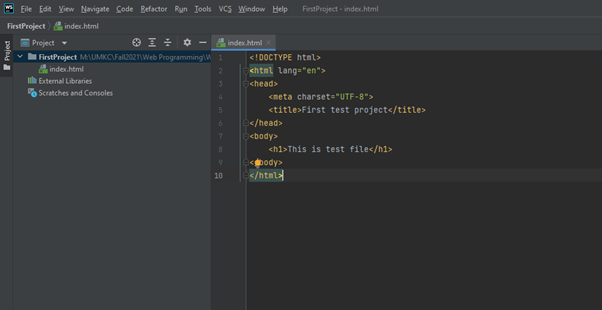 WS File Edit View Navigate Code Refactor Run Tools VCS Window Help FirstProject - index.html
FirstProject index.html
Project
Project
index.html
FirstProject M:\UMKC\Fall2021\Web Programming\
index.html
External Libraries
Scratches and Consoles
1 <!DOCTYPE html>
2 <html lang="en">
3 <head>
4 <meta charset="UTF-8">
5 <title>First test project</title>
6 </head>
7 <body>
8 <h1>This is test file</h1>
9 </body>
10 </html>